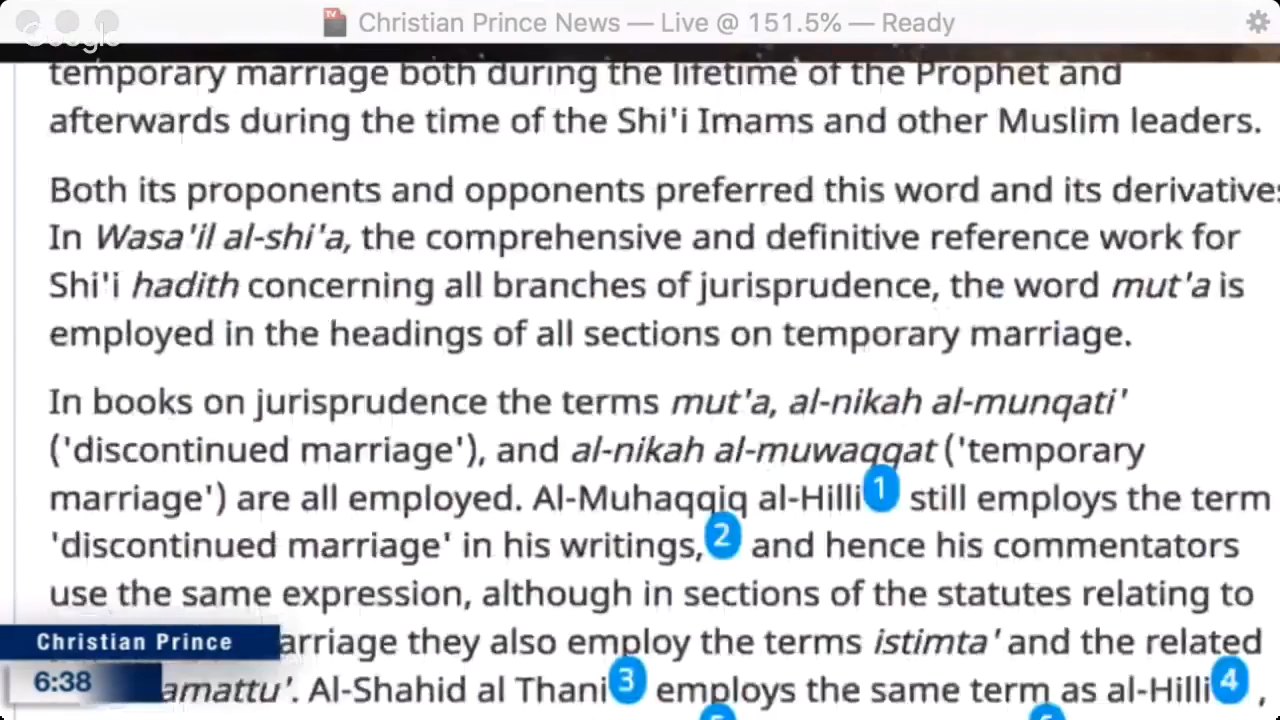 Christian Prince News — Live @ 151.5% — Ready
Google
temporary marriage both during the lifetime of the Prophet and
afterwards during the time of the Shi'i Imams and other Muslim leaders.
Both its proponents and opponents preferred this word and its derivatives
In Wasa'il al-shi'a, the comprehensive and definitive reference work for
Shi'i hadith concerning all branches of jurisprudence, the word mut'a is
employed in the headings of all sections on temporary marriage.
In books on jurisprudence the terms mut'a, al-nikah al-munqati'
('discontinued marriage'), and al-nikah al-muwaqqat ('temporary
marriage') are all employed. Al-Muhaqqiq al-Hilli 1 still employs the term
'discontinued marriage' in his writings, 2 and hence his commentators
use the same expression, although in sections of the statutes relating to
arriage they also employ the terms istimta' and the related
amattu'. Al-Shahid al Thani 3 employs the same term as al-Hilli 4 ,
Christian Prince
6:38